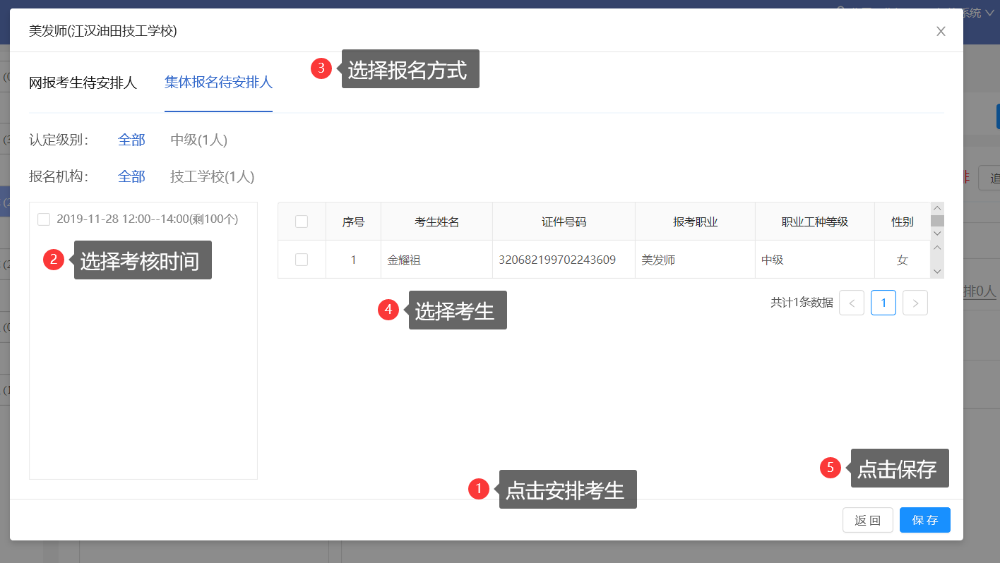 系统
美发师(江汉油田技工学校)
3 选择报名方式
网报考生待安排人 集体报名待安排人
认定级别: 全部 中级(1人)
报名机构: 全部 技工学校(1人)
追
2019-11-28 12:00--14:00(剩100个)
序号 考生姓名 证件号码 报考职业 职业工种等级 性别
1 金耀祖 320682199702243609 美发师 中级 女
2 选择考核时间
排0人
4 选择考生
共计1条数据 < 1 >
5 点击保存
1 点击安排考生
返 回 保 存